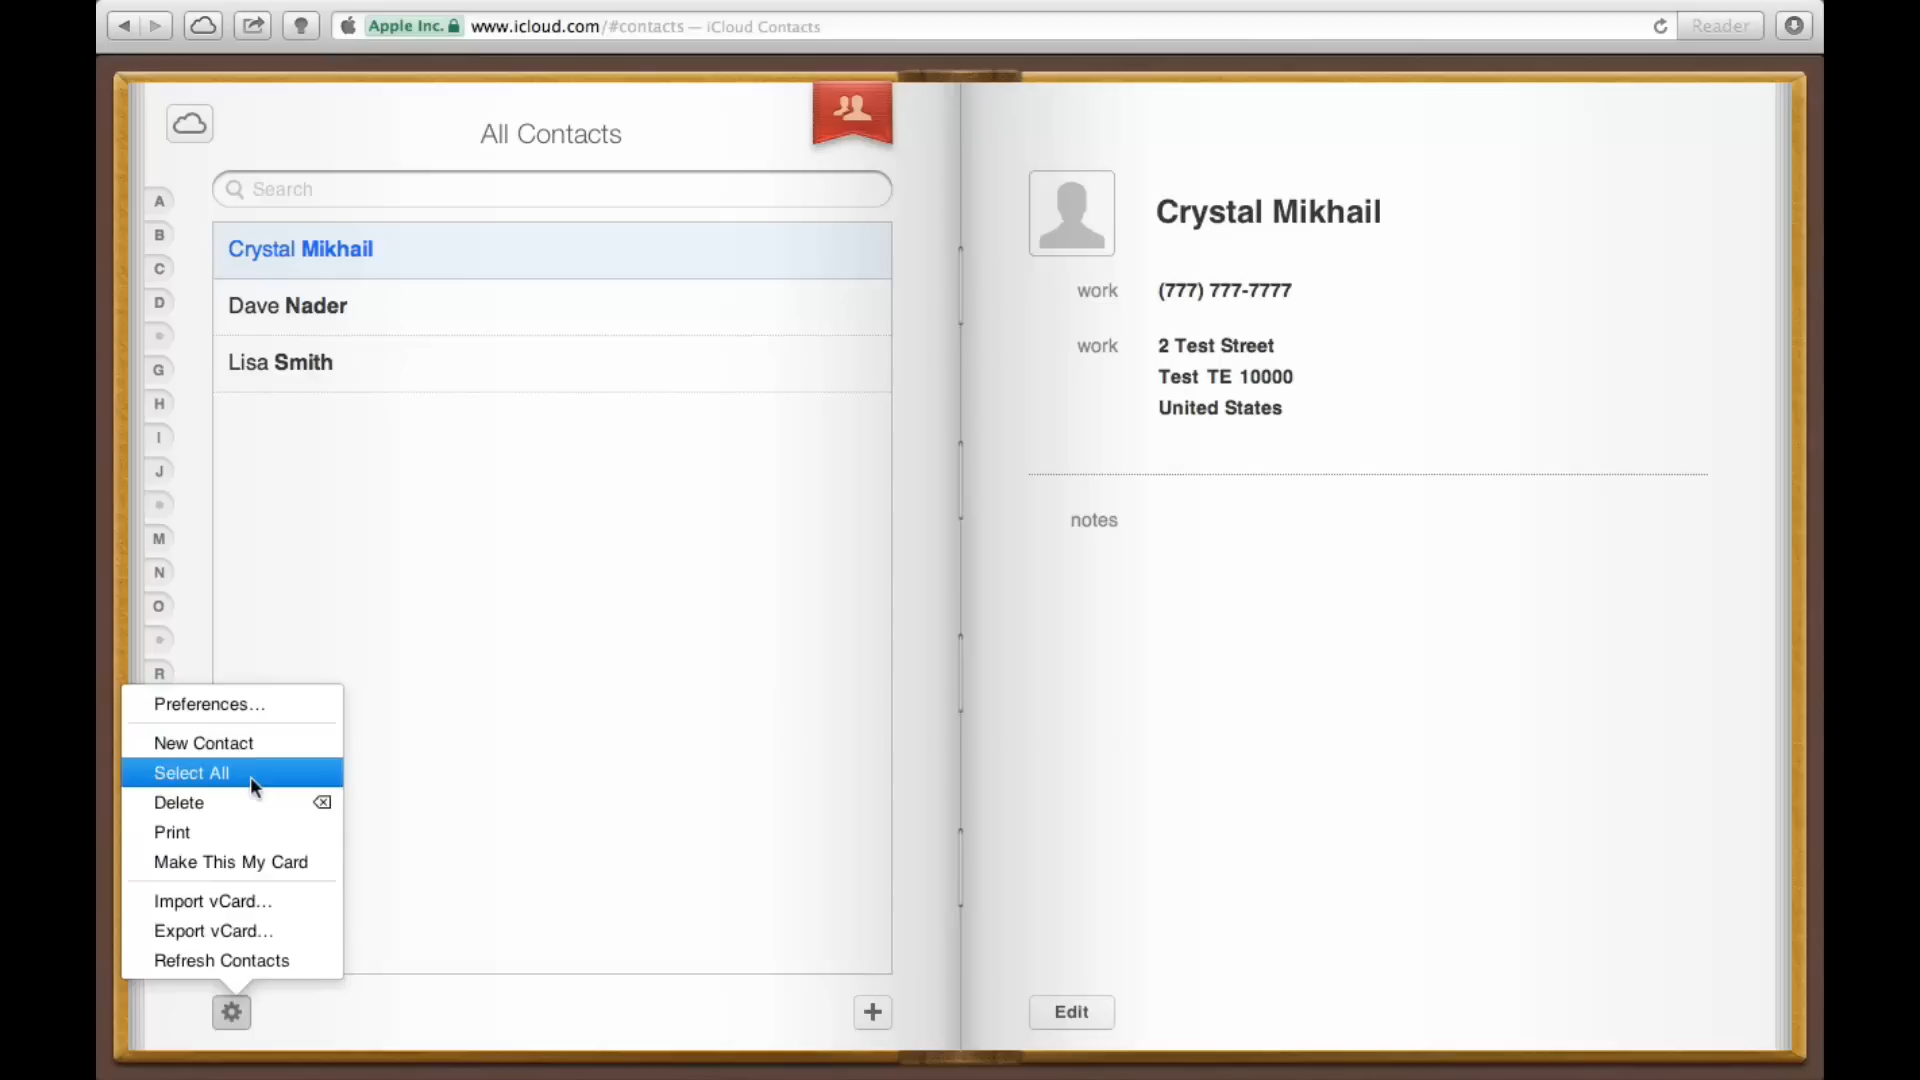 Apple Inc. www.icloud.com/#contacts — iCloud Contacts
Reader
All Contacts
Search
A
B
C
D
G
H
I
J
M
N
O
R
Crystal Mikhail
Dave Nader
Lisa Smith
Preferences...
New Contact
Select All
Delete
Print
Make This My Card
Import vCard...
Export vCard...
Refresh Contacts
Crystal Mikhail
work (777) 777-7777
work 2 Test Street
Test TE 10000
United States
notes
Edit